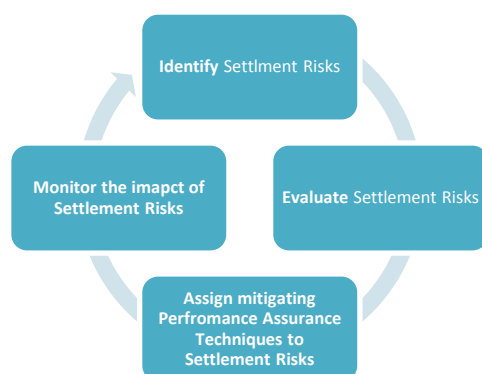 Identify Settlment Risks
Evaluate Settlement Risks
Assign mitigating
Perfromance Assurance
Techniques to
Settlement Risks
Monitor the imapct of
Settlement Risks